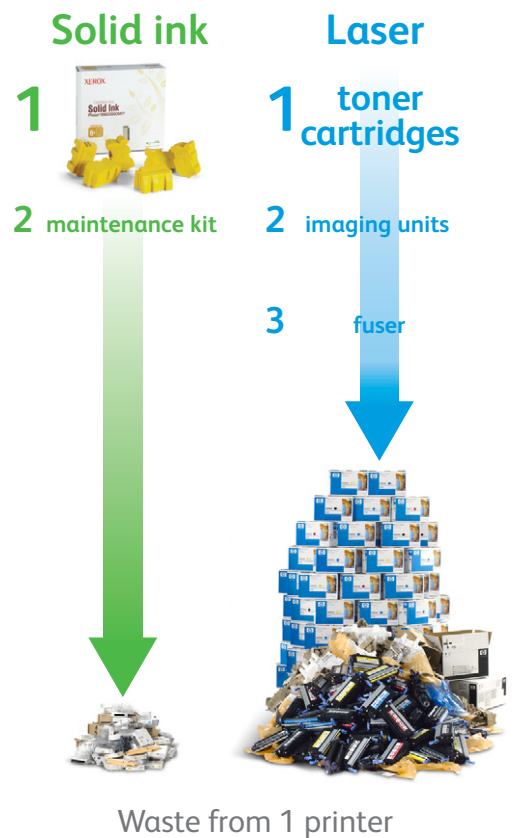 Solid ink
1
XEROX
Solid Ink
2 maintenance kit
Laser
1 toner
cartridges
2 imaging units
3 fuser
Waste from 1 printer